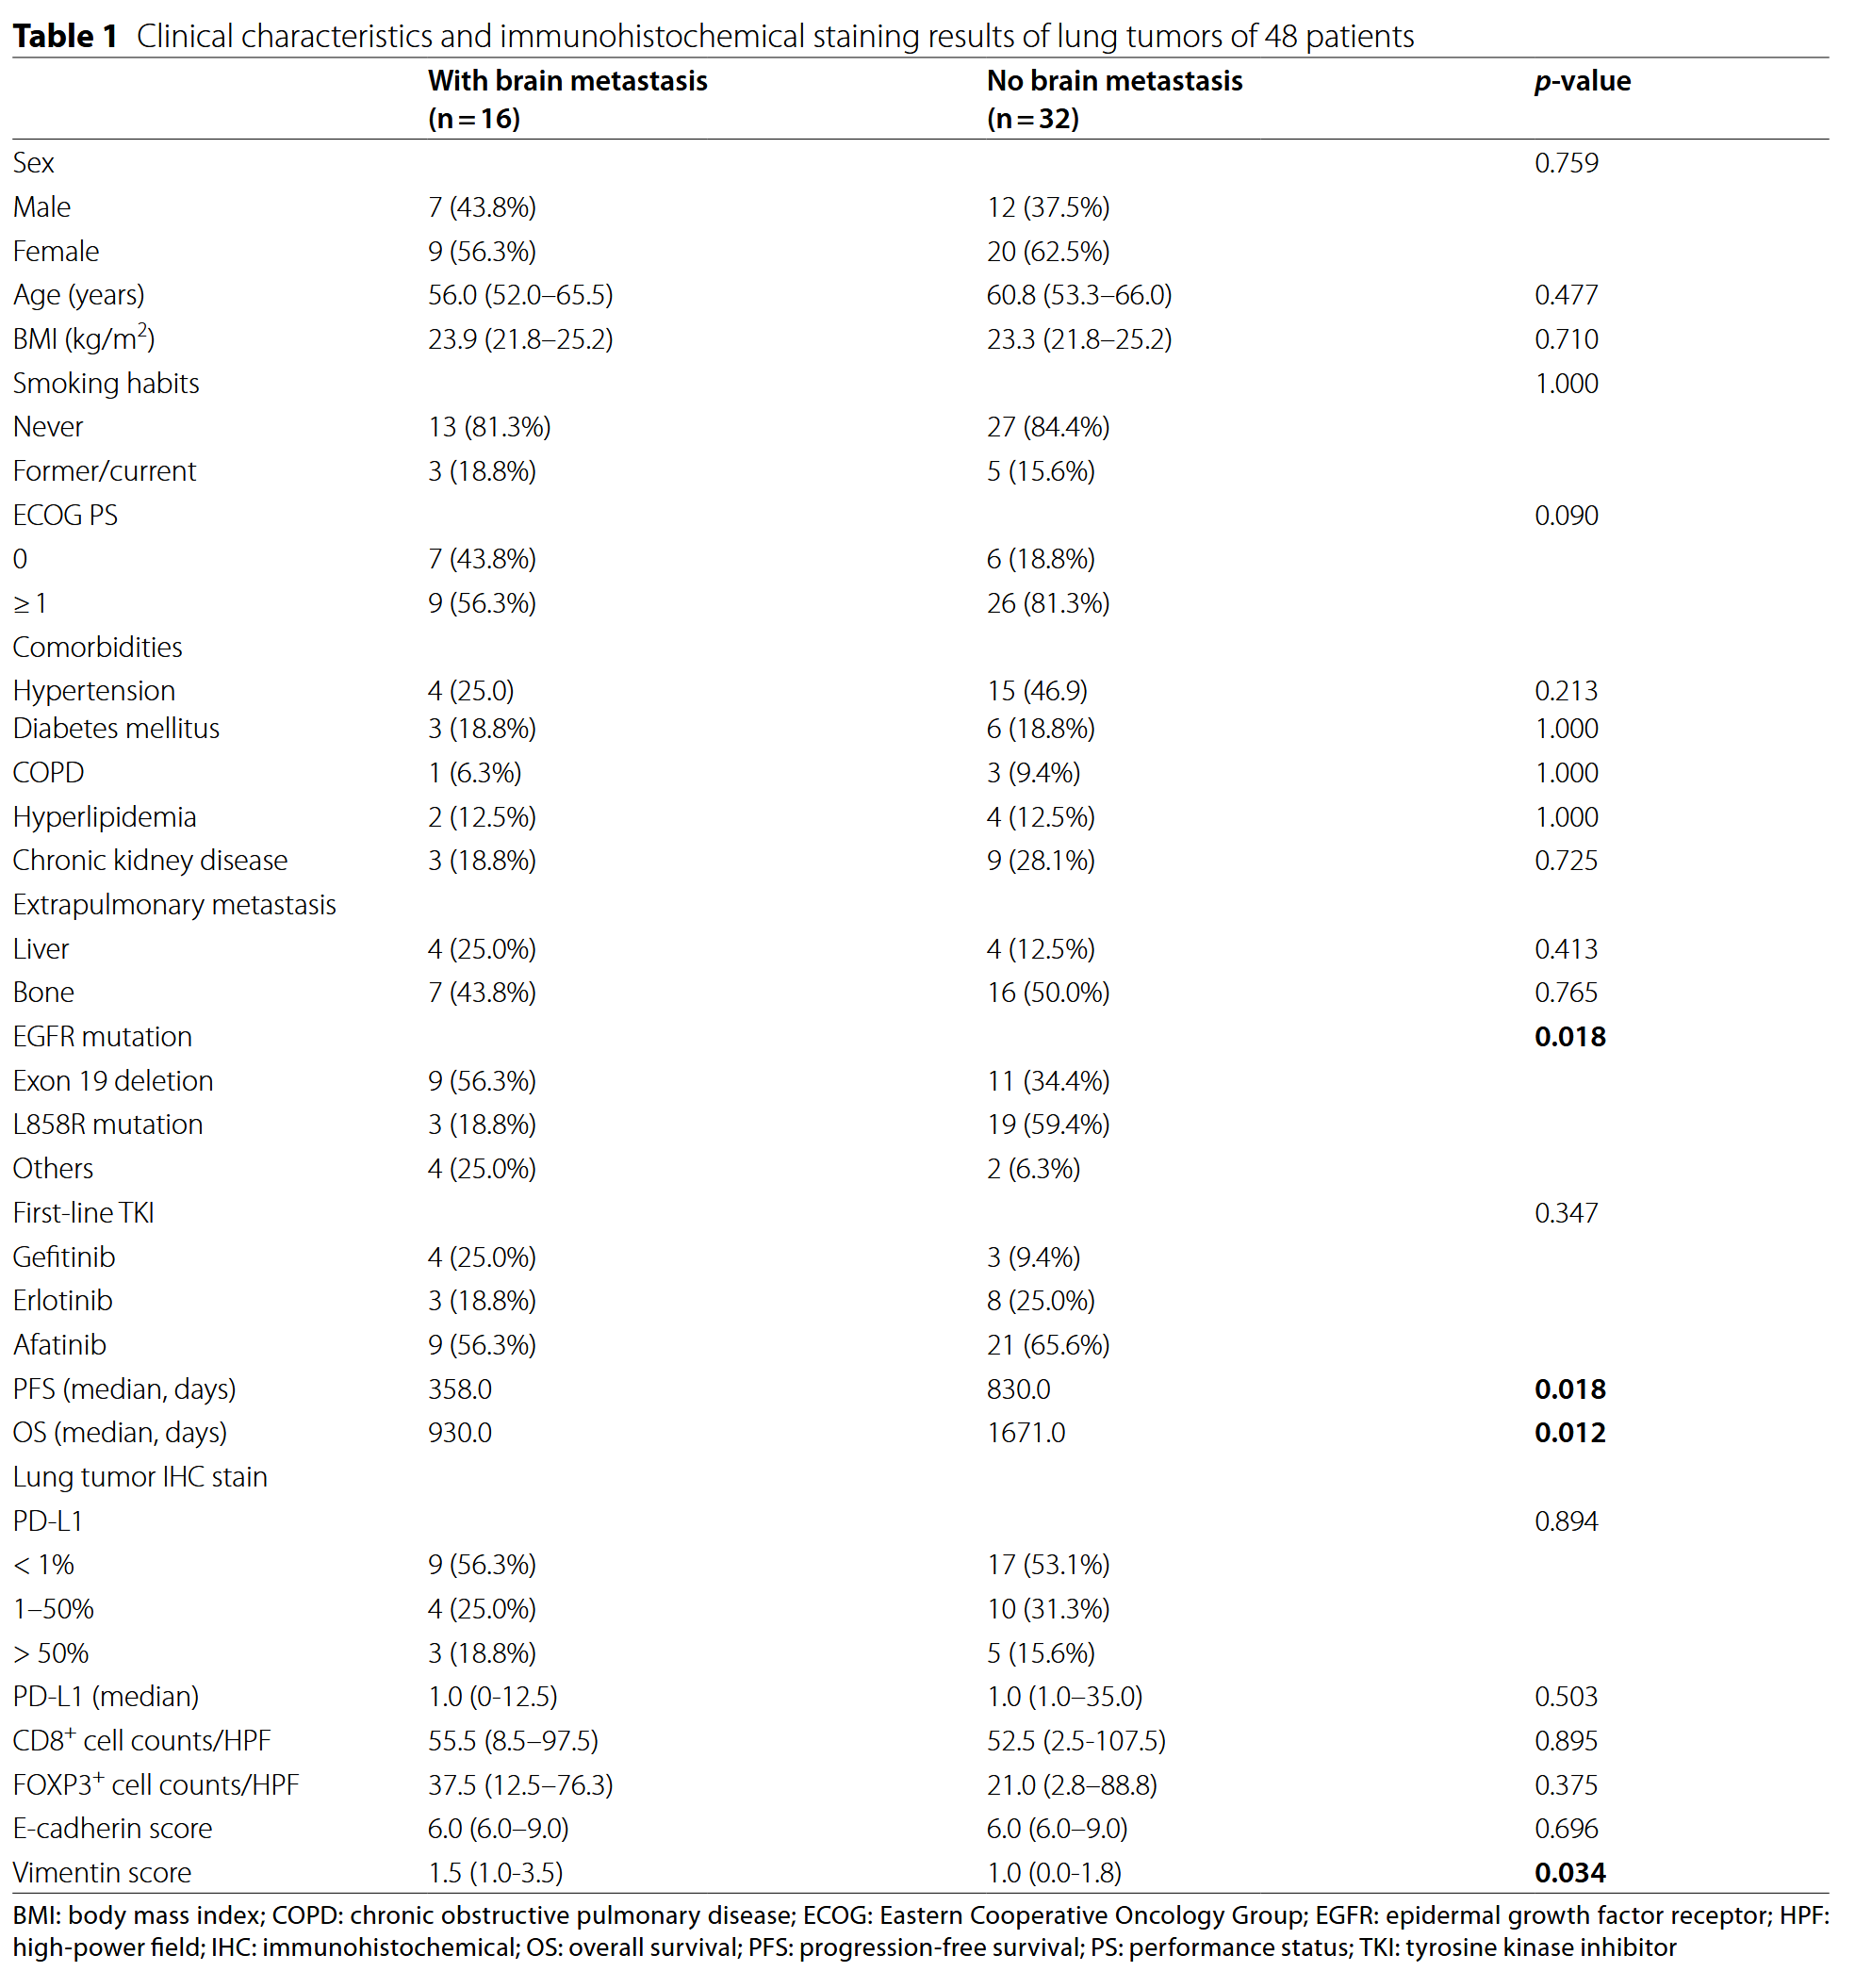 Table 1 Clinical characteristics and immunohistochemical staining results of lung tumors of 48 patients
With brain metastasis (n = 16) No brain metastasis (n = 32) p-value
Sex 0.759
Male 7 (43.8%) 12 (37.5%)
Female 9 (56.3%) 20 (62.5%)
Age (years) 56.0 (52.0–65.5) 60.8 (53.3–66.0) 0.477
BMI (kg/m²) 23.9 (21.8–25.2) 23.3 (21.8–25.2) 0.710
Smoking habits 1.000
Never 13 (81.3%) 27 (84.4%)
Former/current 3 (18.8%) 5 (15.6%)
ECOG PS 0.090
0 7 (43.8%) 6 (18.8%)
≥ 1 9 (56.3%) 26 (81.3%)
Comorbidities
Hypertension 4 (25.0) 15 (46.9) 0.213
Diabetes mellitus 3 (18.8%) 6 (18.8%) 1.000
COPD 1 (6.3%) 3 (9.4%) 1.000
Hyperlipidemia 2 (12.5%) 4 (12.5%) 1.000
Chronic kidney disease 3 (18.8%) 9 (28.1%) 0.725
Extrapulmonary metastasis
Liver 4 (25.0%) 4 (12.5%) 0.413
Bone 7 (43.8%) 16 (50.0%) 0.765
EGFR mutation 0.018
Exon 19 deletion 9 (56.3%) 11 (34.4%)
L858R mutation 3 (18.8%) 19 (59.4%)
Others 4 (25.0%) 2 (6.3%)
First-line TKI 0.347
Gefitinib 4 (25.0%) 3 (9.4%)
Erlotinib 3 (18.8%) 8 (25.0%)
Afatinib 9 (56.3%) 21 (65.6%)
PFS (median, days) 358.0 830.0 0.018
OS (median, days) 930.0 1671.0 0.012
Lung tumor IHC stain
PD-L1 0.894
< 1% 9 (56.3%) 17 (53.1%)
1–50% 4 (25.0%) 10 (31.3%)
> 50% 3 (18.8%) 5 (15.6%)
PD-L1 (median) 1.0 (0-12.5) 1.0 (1.0–35.0) 0.503
CD8⁺ cell counts/HPF 55.5 (8.5–97.5) 52.5 (2.5-107.5) 0.895
FOXP3⁺ cell counts/HPF 37.5 (12.5–76.3) 21.0 (2.8–88.8) 0.375
E-cadherin score 6.0 (6.0–9.0) 6.0 (6.0–9.0) 0.696
Vimentin score 1.5 (1.0-3.5) 1.0 (0.0-1.8) 0.034
BMI: body mass index; COPD: chronic obstructive pulmonary disease; ECOG: Eastern Cooperative Oncology Group; EGFR: epidermal growth factor receptor; HPF:
high-power field; IHC: immunohistochemical; OS: overall survival; PFS: progression-free survival; PS: performance status; TKI: tyrosine kinase inhibitor